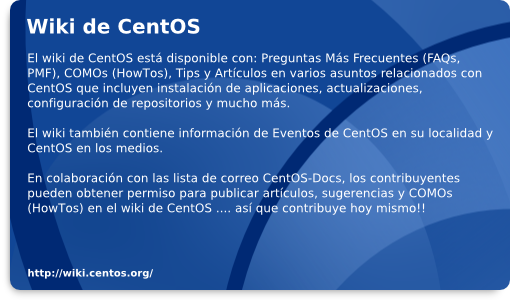 Wiki de CentOS
El wiki de CentOS está disponible con: Preguntas Más Frecuentes (FAQs,
PMF), COMOs (HowTos), Tips y Artículos en varios asuntos relacionados con
CentOS que incluyen instalación de aplicaciones, actualizaciones,
configuración de repositorios y mucho más.
El wiki también contiene información de Eventos de CentOS en su localidad y
CentOS en los medios.
En colaboración con las lista de correo CentOS-Docs, los contribuyentes
pueden obtener permiso para publicar artículos, sugerencias y COMOs
(HowTos) en el wiki de CentOS .... así que contribuye hoy mismo!!
http://wiki.centos.org/